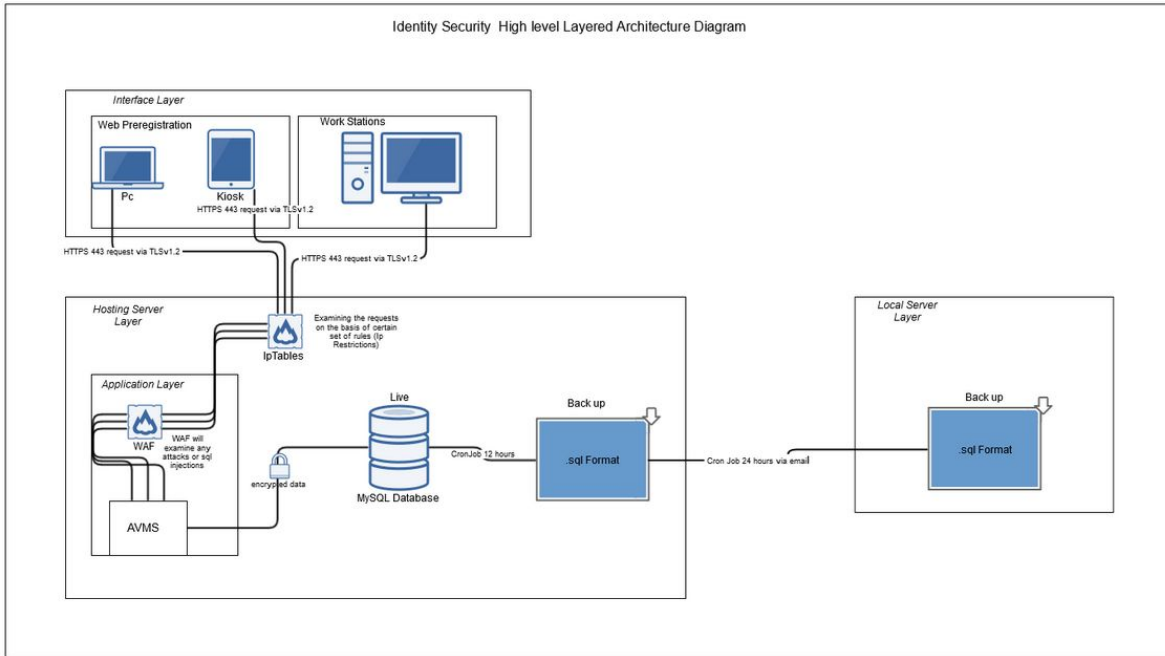 Identity Security High level Layered Architecture Diagram
Interface Layer
Web Preregistration
Work Stations
Pc
Kiosk
HTTPS 443 request via TLSv1.2
HTTPS 443 request via TLSv1.2
HTTPS 443 request via TLSv1.2
Hosting Server
Layer
IpTables
Examining the requests
on the basis of certain
set of rules (Ip
Restrictions)
Application Layer
WAF
WAF will
examine any
attacks or sql
injections
AVMS
encrypted data
Live
MySQL Database
CronJob 12 hours
Back up
.sql Format
Cron Job 24 hours via email
Local Server
Layer
Back up
.sql Format